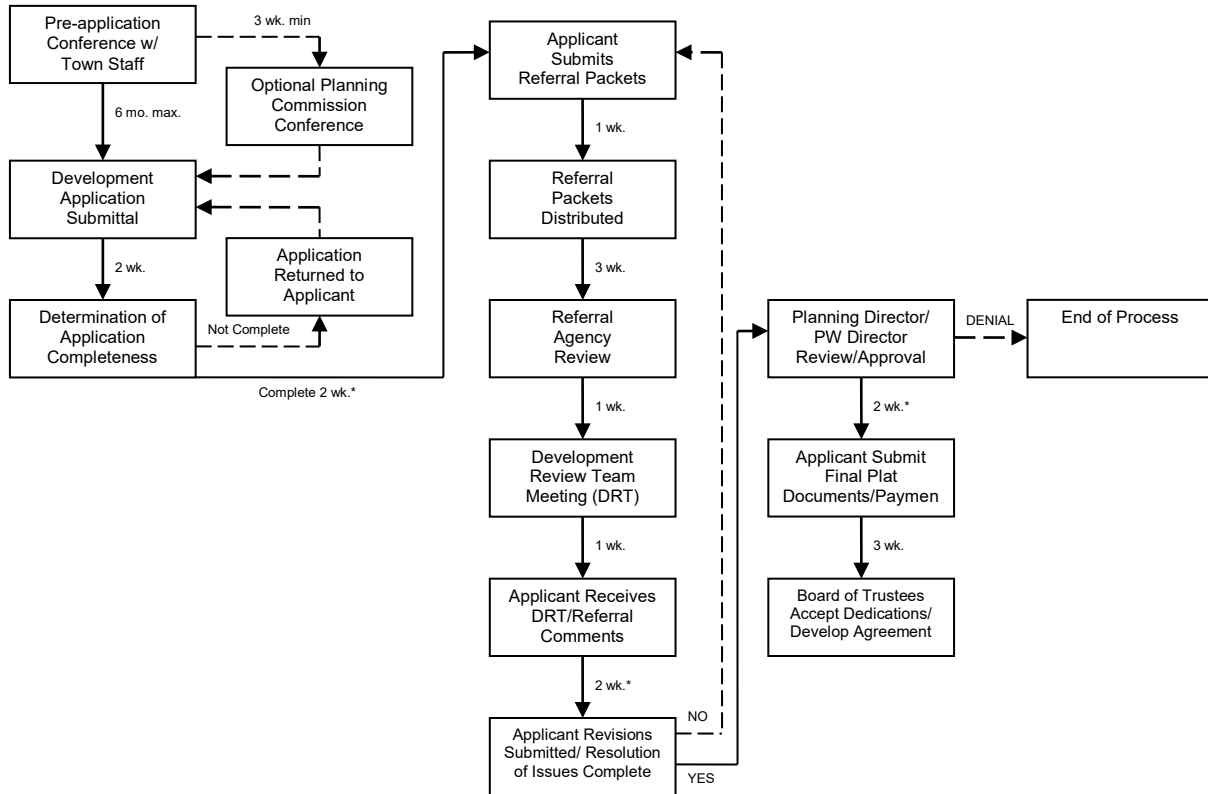 Pre-application
Conference w/
Town Staff
3 wk. min
Optional Planning
Commission
Conference
6 mo. max.
Development
Application
Submittal
2 wk.
Application
Returned to
Applicant
Determination of
Application
Completeness
Not Complete
Complete 2 wk.*
Applicant
Submits
Referral Packets
1 wk.
Referral
Packets
Distributed
3 wk.
Referral
Agency
Review
1 wk.
Development
Review Team
Meeting (DRT)
1 wk.
Applicant Receives
DRT/Referral
Comments
2 wk.*
Applicant Revisions
Submitted/ Resolution
of Issues Complete
NO
YES
Planning Director/
PW Director
Review/Approval
DENIAL
End of Process
2 wk.*
Applicant Submit
Final Plat
Documents/Paymen
3 wk.
Board of Trustees
Accept Dedications/
Develop Agreement